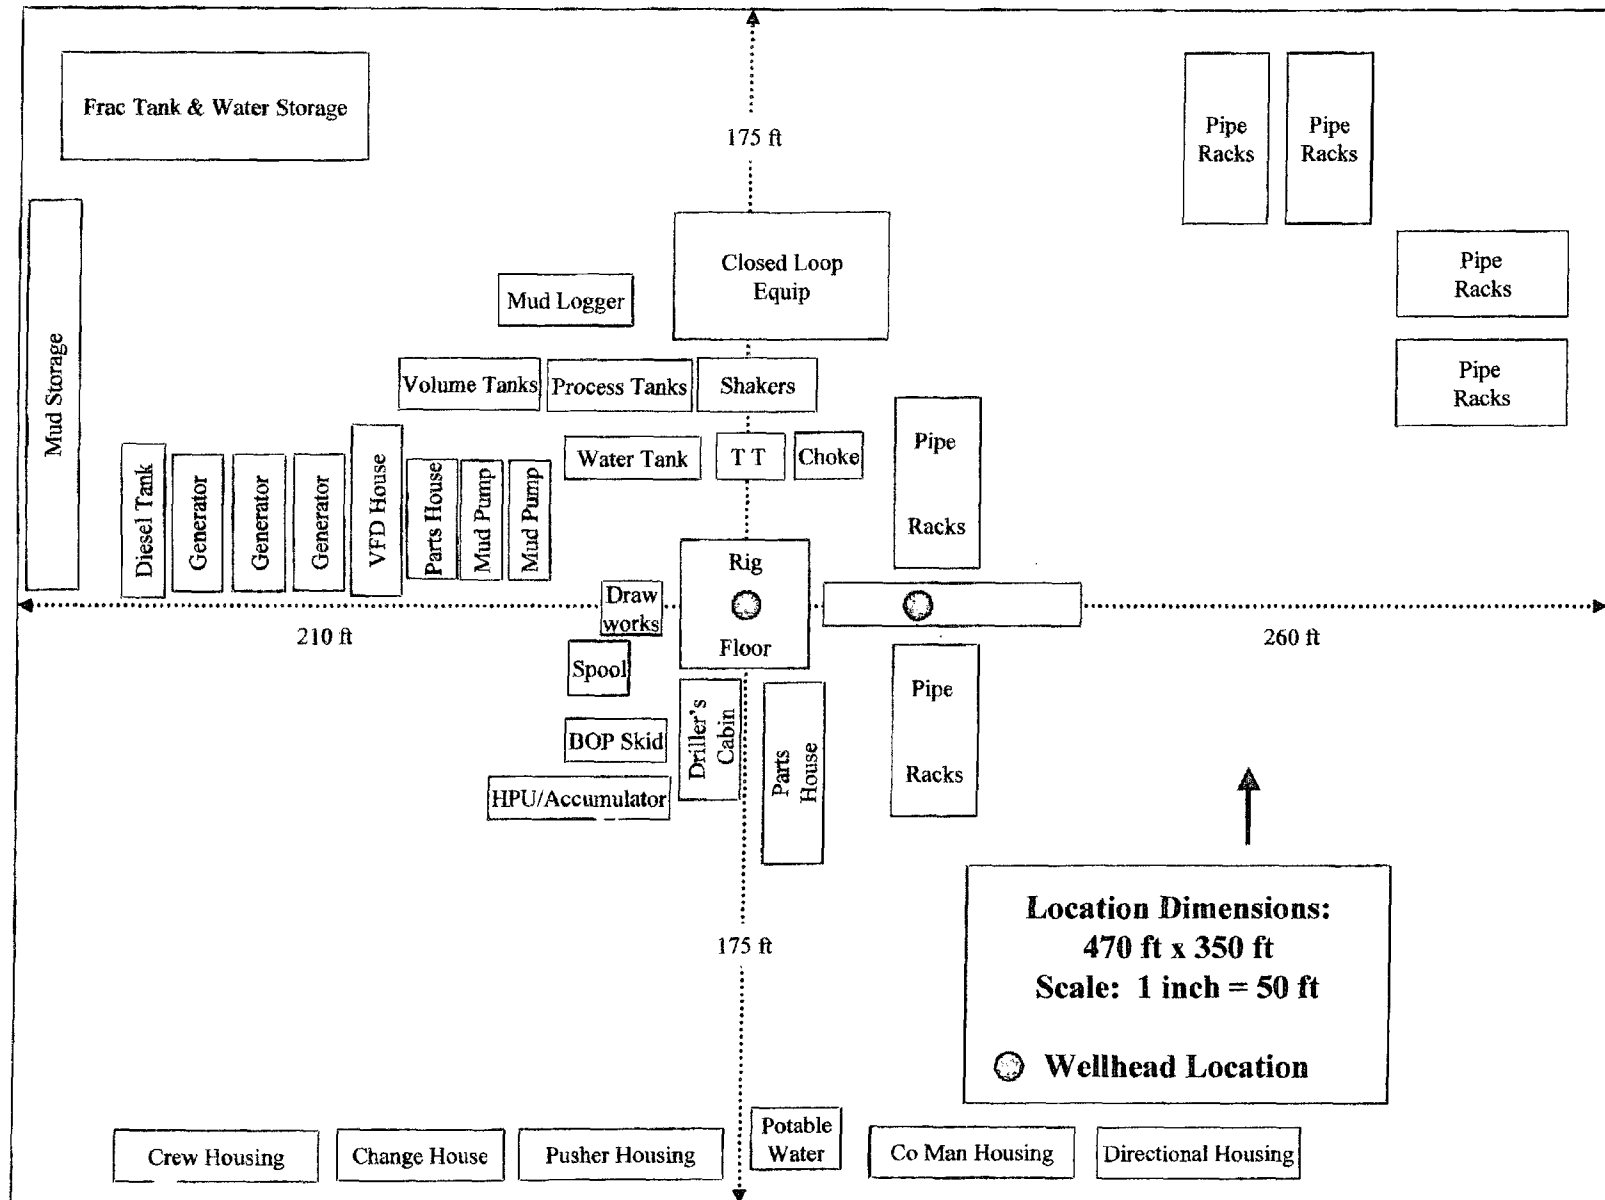 Frac Tank & Water Storage
175 ft
Pipe
Racks
Pipe
Racks
Closed Loop
Equip
Pipe
Racks
Mud Logger
Mud Storage
Volume Tanks
Process Tanks
Shakers
Pipe
Racks
Pipe
Racks
Water Tank
T T
Choke
Diesel Tank
Generator
Generator
Generator
VFD House
Parts House
Mud Pump
Mud Pump
Rig
Floor
Draw
works
210 ft
260 ft
Spool
Pipe
Racks
BOP Skid
Driller's
Cabin
Parts
House
HPU/Accumulator
175 ft
Location Dimensions:
470 ft x 350 ft
Scale: 1 inch = 50 ft
Wellhead Location
Crew Housing
Change House
Pusher Housing
Potable
Water
Co Man Housing
Directional Housing